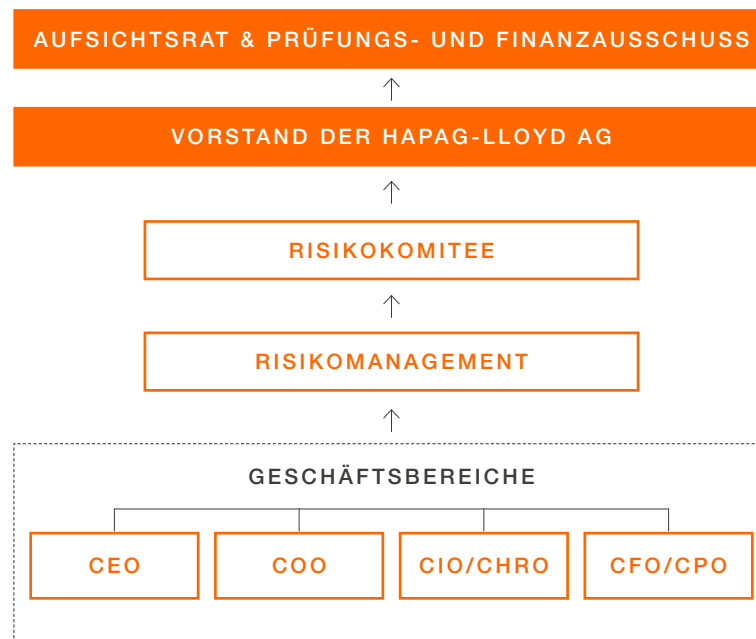 AUFSICHTSRAT & PRÜFUNGS- UND FINANZAUSSCHUSS
VORSTAND DER HAPAG-LLOYD AG
RISIKOKOMITEE
RISIKOMANAGEMENT
GESCHÄFTSBEREICHE
CEO
COO
CIO/CHRO
CFO/CPO